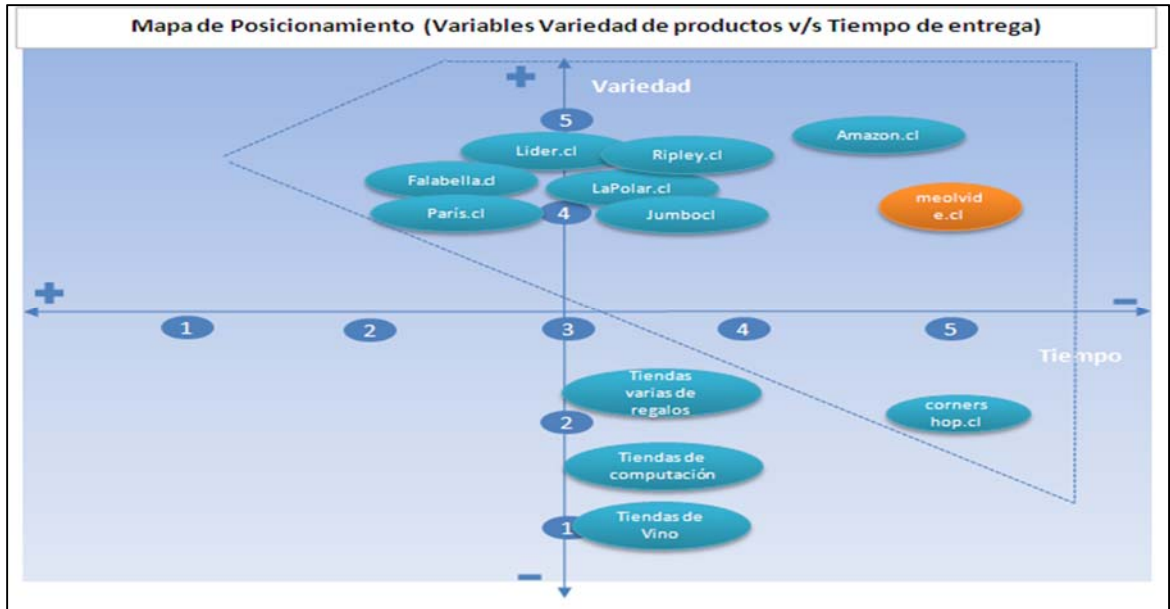 Mapa de Posicionamiento (Variables Variedad de productos v/s Tiempo de entrega)
+
Variedad
5
Lider.cl
Ripley.cl
Amazon.cl
Falabella.cl
LaPolar.cl
meolvid
e.cl
París.cl
4
Jumbocl
+
−
1
2
3
4
5
Tiempo
Tiendas
varias de
regalos
corners
hop.cl
2
Tiendas de
computación
1
Tiendas de
Vino
−